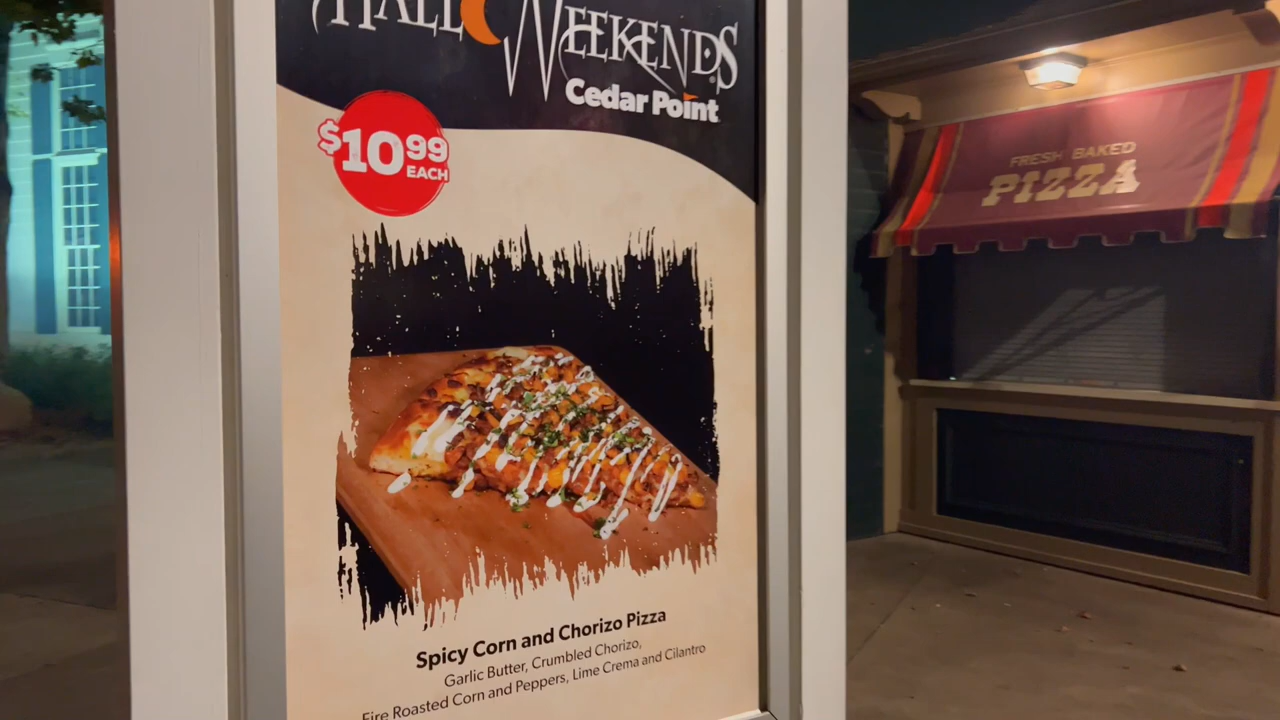 HALLOWEEKENDS
Cedar Point
$10.99
EACH
Spicy Corn and Chorizo Pizza
Garlic Butter, Crumbled Chorizo,
Fire Roasted Corn and Peppers, Lime Crema and Cilantro
FRESH BAKED
PIZZA